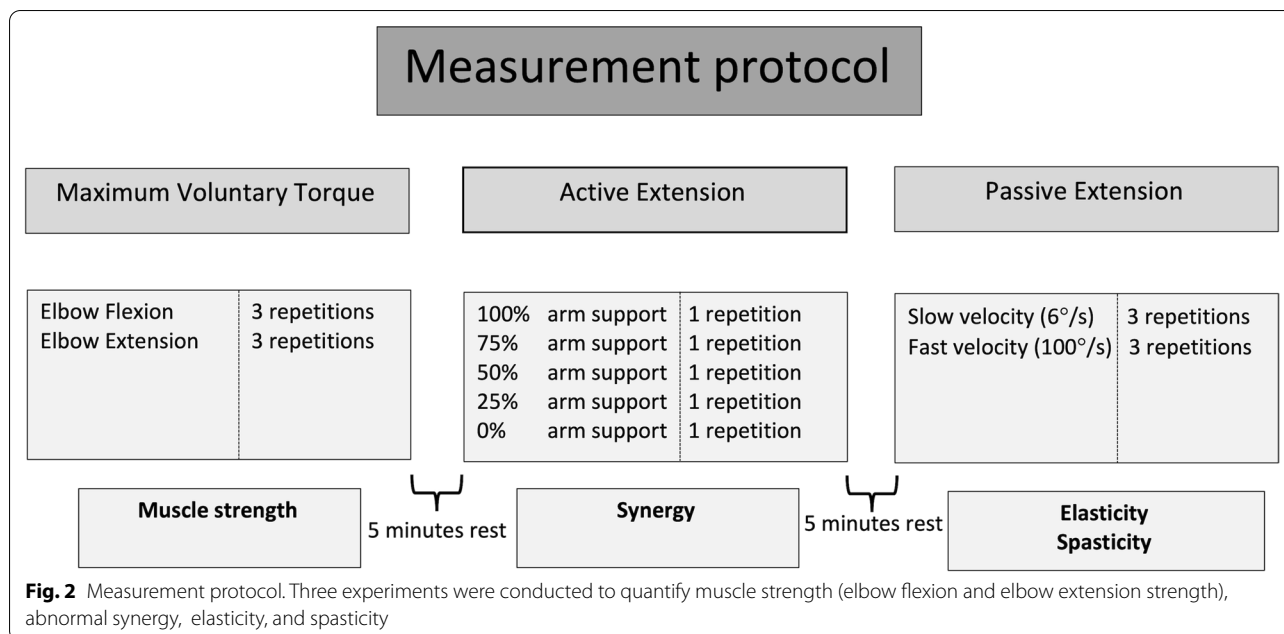 Measurement protocol
Maximum Voluntary Torque
Active Extension
Passive Extension
Elbow Flexion 3 repetitions
Elbow Extension 3 repetitions
100% arm support 1 repetition
75% arm support 1 repetition
50% arm support 1 repetition
25% arm support 1 repetition
0% arm support 1 repetition
Slow velocity (6°/s) 3 repetitions
Fast velocity (100°/s) 3 repetitions
Muscle strength
5 minutes rest
Synergy
5 minutes rest
Elasticity
Spasticity
Fig. 2 Measurement protocol. Three experiments were conducted to quantify muscle strength (elbow flexion and elbow extension strength),
abnormal synergy, elasticity, and spasticity